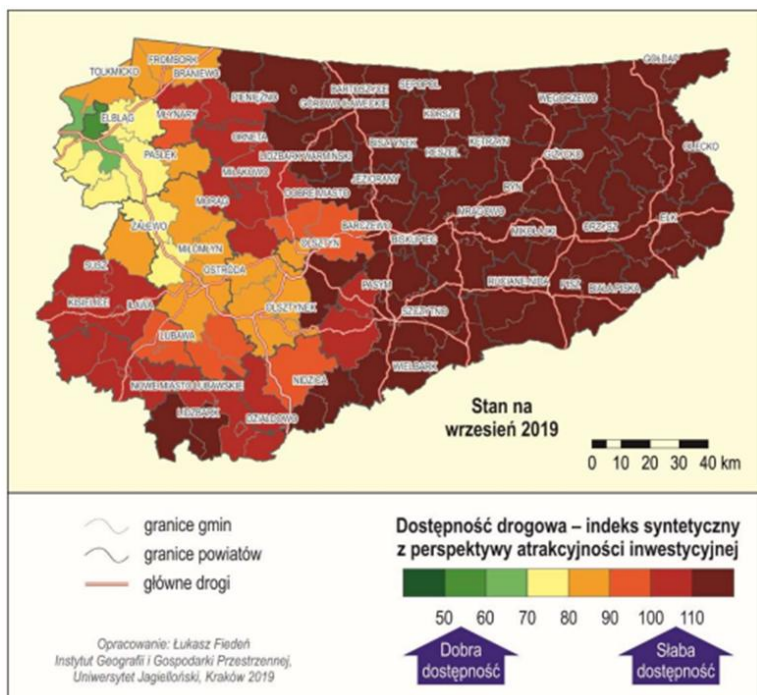 GOŁDAP
FROMBORK
TOLKMICKO
BRANIEWO
BARTOSZYCE
SĘPOPOL
PIENIĘŻNO
GÓROWO IŁAWECKIE
WĘGORZEWO
MŁYNARY
KORSZE
ELBLĄG
ORNETA
BISZTYNEK
KĘTRZYN
OLECKO
PASŁĘK
LIDZBARK WARMIŃSKI
RESZEL
GIŻYCKO
MIŁAKOWO
JEZIORANY
RYN
DOBRE MIASTO
MORĄG
MRĄGOWO
EŁK
ZALEWO
BARCZEWO
MIKOŁAJKI
ORZYSZ
MIŁOMŁYN
OLSZTYN
BISKUPIEC
SUSZ
OSTRÓDA
PASYM
RUCIANE-NIDA
PISZ
BIAŁA PISKA
KISIELICE
IŁAWA
OLSZTYNEK
SZCZYTNO
LUBAWA
WIELBARK
NOWE MIASTO LUBAWSKIE
NIDZICA
LIDZBARK
DZIAŁDOWO
Stan na
wrzesień 2019
0 10 20 30 40 km
granice gmin
granice powiatów
główne drogi
Opracowanie: Łukasz Fiedeń
Instytut Geografii i Gospodarki Przestrzennej,
Uniwersytet Jagielloński, Kraków 2019
Dostępność drogowa – indeks syntetyczny
z perspektywy atrakcyjności inwestycyjnej
50 60 70 80 90 100 110
Dobra
dostępność
Słaba
dostępność